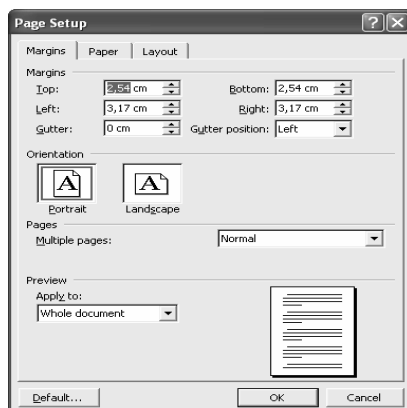 Page Setup
Margins Paper Layout
Margins
Top: 2,54 cm Bottom: 2,54 cm
Left: 3,17 cm Right: 3,17 cm
Gutter: 0 cm Gutter position: Left
Orientation
A A
Portrait Landscape
Pages
Multiple pages: Normal
Preview
Apply to:
Whole document
Default... OK Cancel